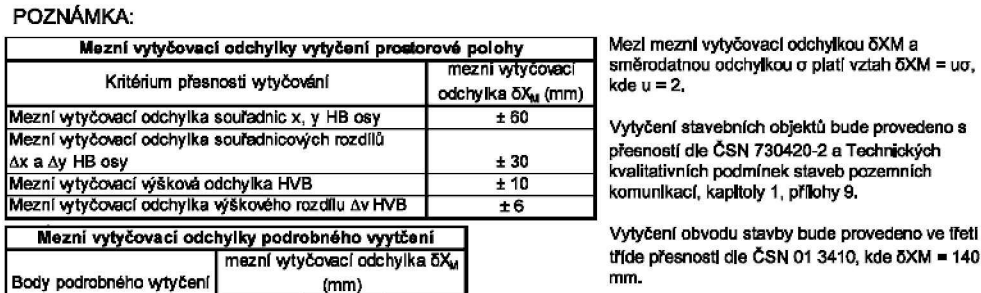 POZNÁMKA:
Mezní vytyčovací odchylky vytyčení prostorové polohy
Kritérium přesnosti vytyčování
mezní vytyčovací
odchylka δX_M (mm)
Mezní vytyčovací odchylka souřadnic x, y HB osy
± 60
Mezní vytyčovací odchylka souřadnicových rozdílů
Δx a Δy HB osy
± 30
Mezní vytyčovací výšková odchylka HVB
± 10
Mezní vytyčovací odchylka výškového rozdílu Δv HVB
± 6
Mezní vytyčovací odchylky podrobného vyytčení
Body podrobného vytyčení
mezní vytyčovací odchylka δX_M
(mm)
Mezi mezní vytyčovací odchylkou δXM a
směrodatnou odchylkou σ platí vztah δXM = uσ,
kde u = 2.
Vytyčení stavebních objektů bude provedeno s
přesností dle ČSN 730420-2 a Technických
kvalitativních podmínek staveb pozemních
komunikací, kapitoly 1, přílohy 9.
Vytyčení obvodu stavby bude provedeno ve třetí
třídě přesnosti dle ČSN 01 3410, kde δXM = 140
mm.